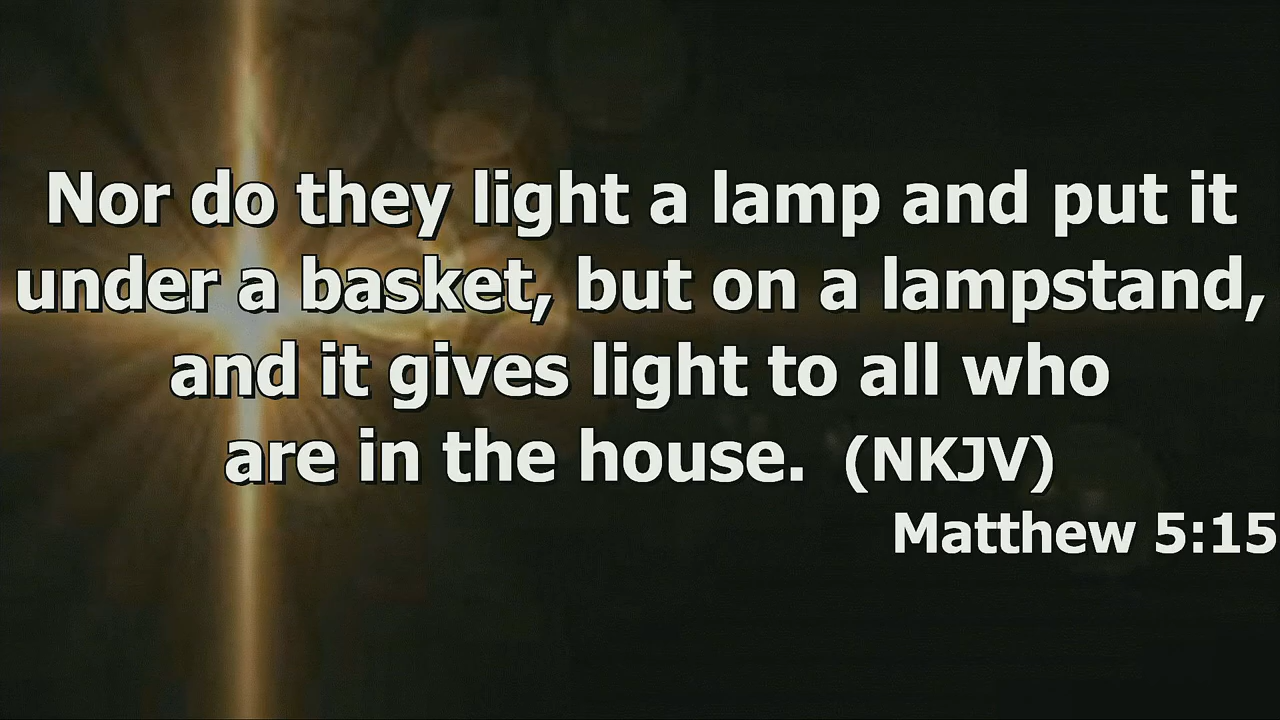 Nor do they light a lamp and put it
under a basket, but on a lampstand,
and it gives light to all who
are in the house. (NKJV)
Matthew 5:15